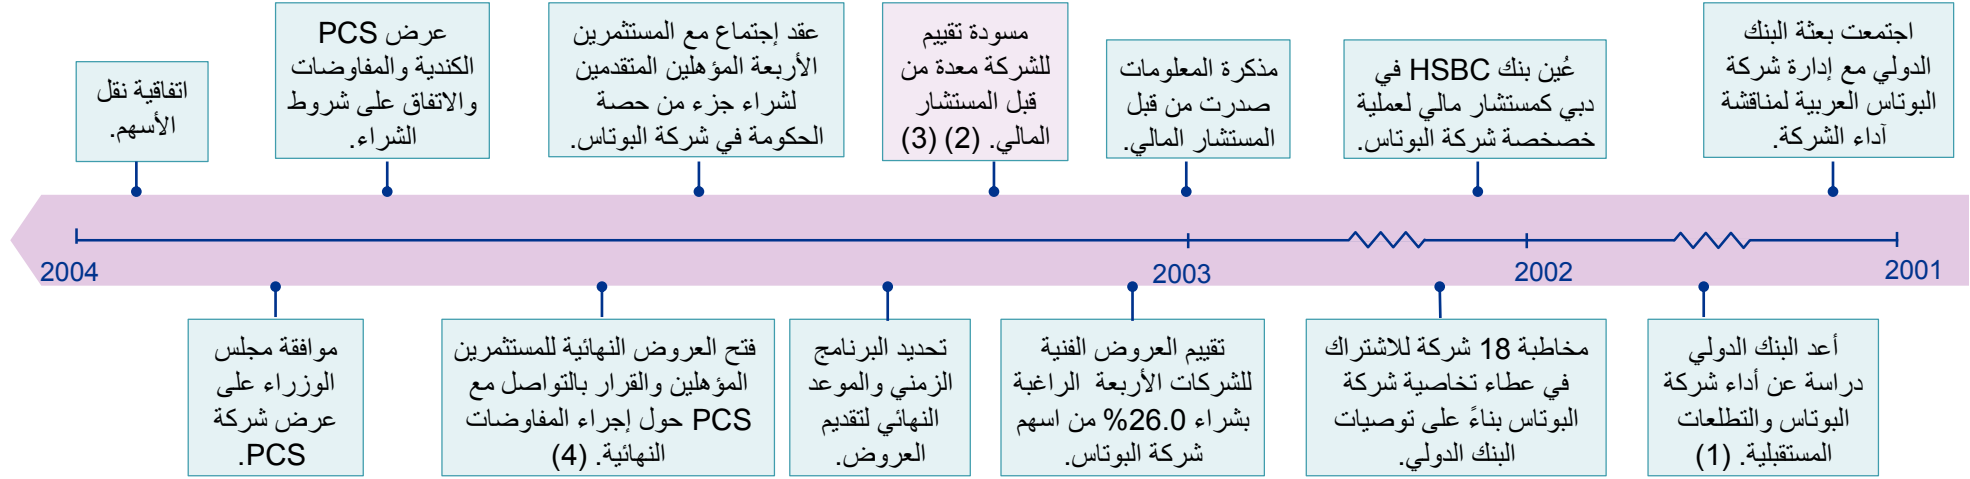 اجتمعت بعثة البنك
الدولي مع إدارة شركة
البوتاس العربية لمناقشة
آداء الشركة.
عُين بنك HSBC في
دبي كمستشار مالي لعملية
خصخصة شركة البوتاس.
مذكرة المعلومات
صدرت من قبل
المستشار المالي.
مسودة تقييم
للشركة معدة من
قبل المستشار
المالي. (2) (3)
عقد إجتماع مع المستثمرين
الأربعة المؤهلين المتقدمين
لشراء جزء من حصة
الحكومة في شركة البوتاس.
عرض PCS
الكندية والمفاوضات
والاتفاق على شروط
الشراء.
اتفاقية نقل
الأسهم.
2001
2002
2003
2004
أعد البنك الدولي
دراسة عن أداء شركة
البوتاس والتطلعات
المستقبلية. (1)
مخاطبة 18 شركة للاشتراك
في عطاء تخاصية شركة
البوتاس بناءً على توصيات
البنك الدولي.
تقييم العروض الفنية
للشركات الأربعة الراغبة
بشراء 26.0% من اسهم
شركة البوتاس.
تحديد البرنامج
الزمني والموعد
النهائي لتقديم
العروض.
فتح العروض النهائية للمستثمرين
المؤهلين والقرار بالتواصل مع
PCS حول إجراء المفاوضات
النهائية. (4)
موافقة مجلس
الوزراء على
عرض شركة
PCS.